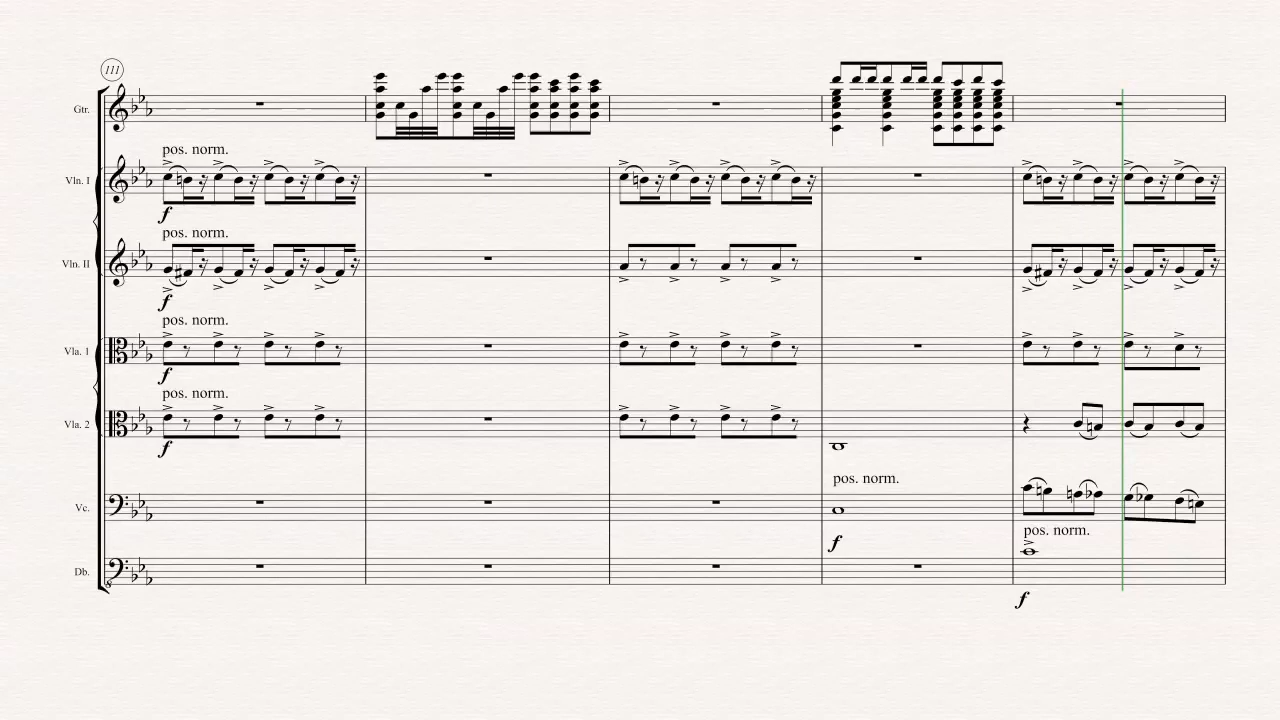 111
Gtr.
pos. norm.
Vln. I
f
pos. norm.
Vln. II
f
pos. norm.
Vla. 1
f
pos. norm.
Vla. 2
f
pos. norm.
Vc.
f
pos. norm.
Db.
8
f